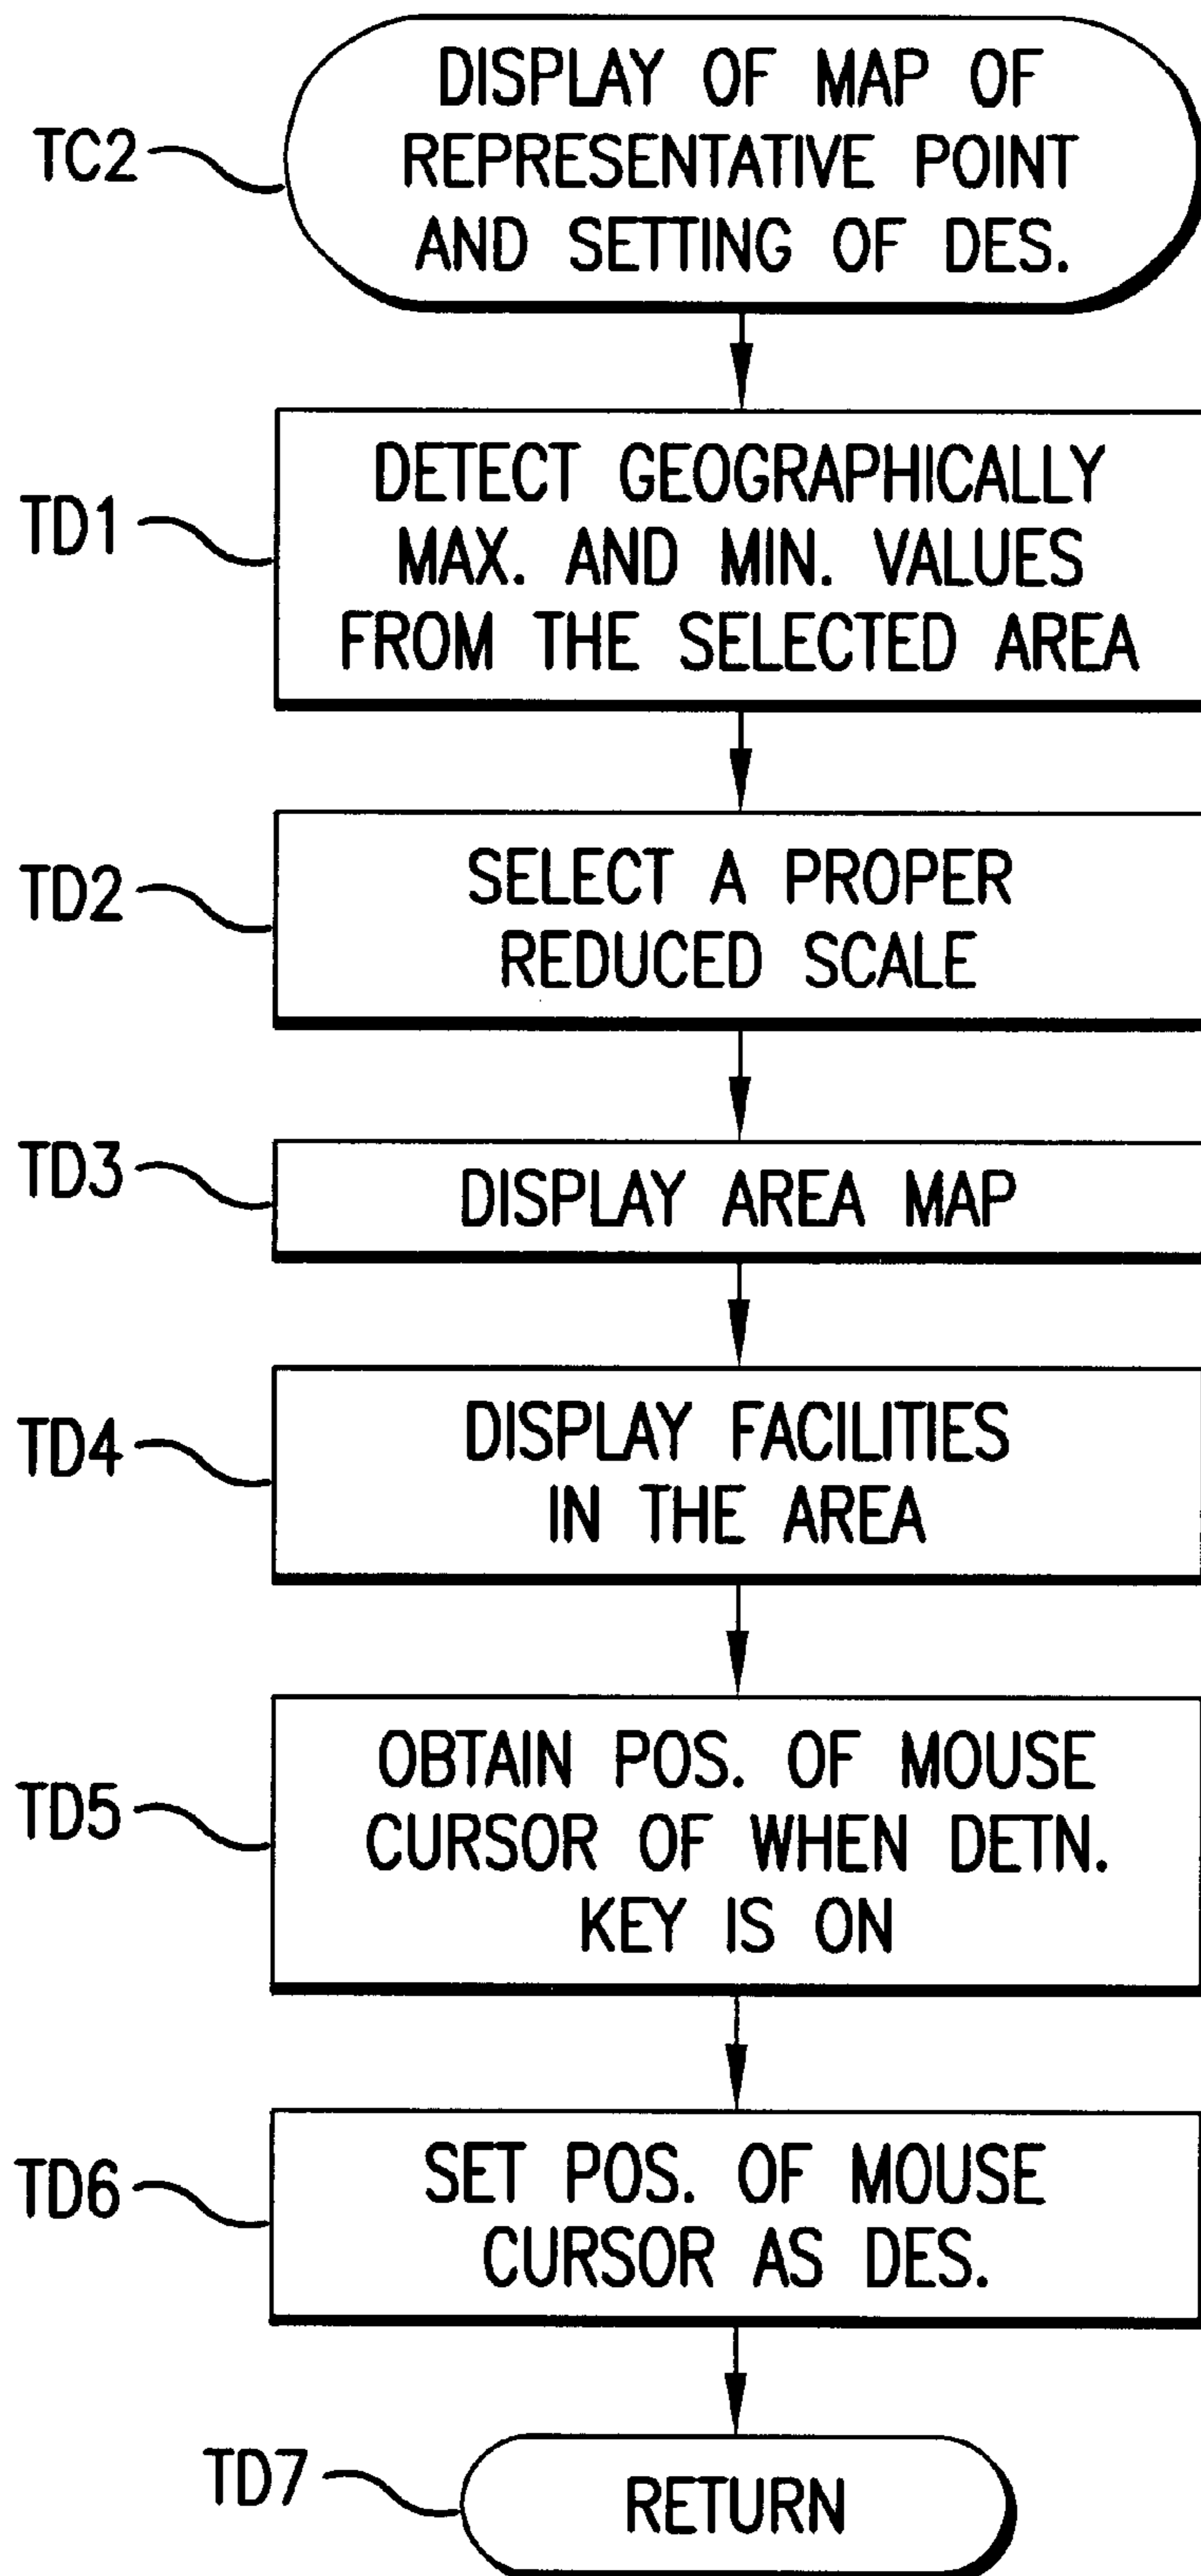 DISPLAY OF MAP OF
TC2
REPRESENTATIVE POINT
AND SETTING OF DES.
DETECT GEOGRAPHICALLY
TD1
MAX. AND MIN. VALUES
FROM THE SELECTED AREA
TD2
SELECT A PROPER
REDUCED SCALE
TD3
DISPLAY AREA MAP
TD4
DISPLAY FACILITIES
IN THE AREA
OBTAIN POS. OF MOUSE
TD5
CURSOR OF WHEN DETN.
KEY IS ON
TD6
SET POS. OF MOUSE
CURSOR AS DES.
TD7
RETURN